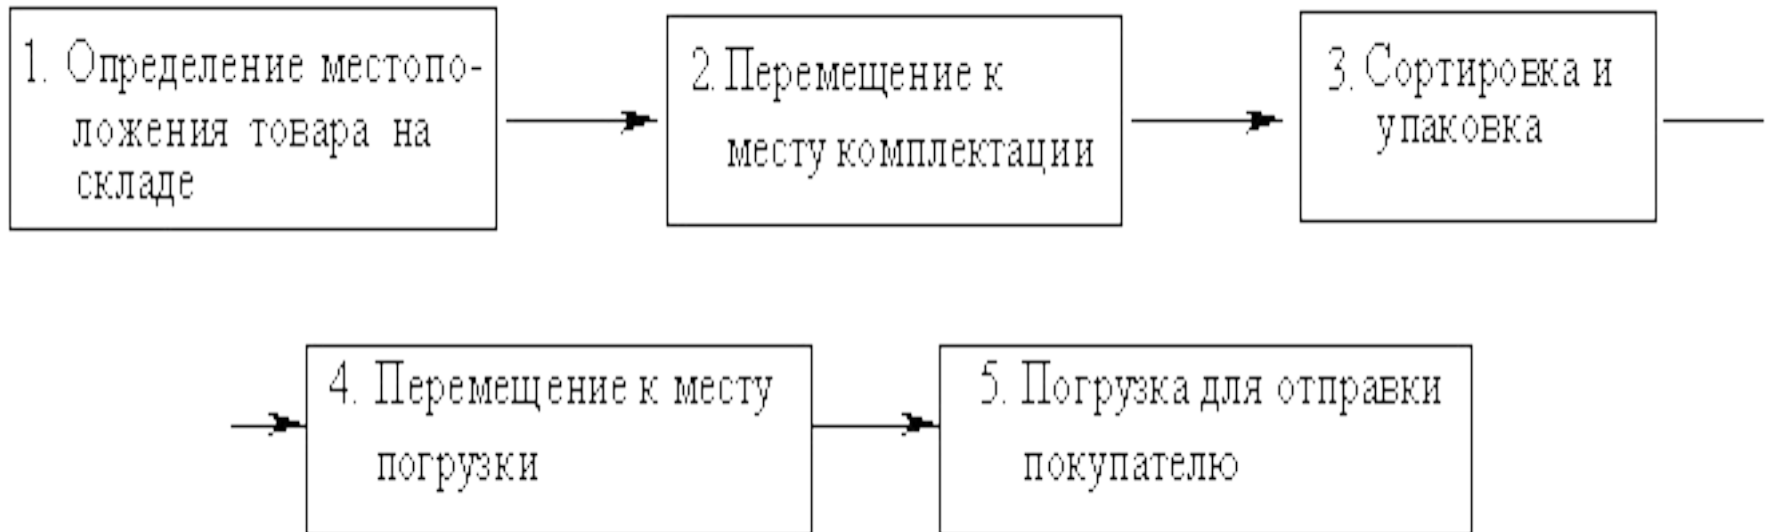 1. Определение местопо-
ложения товара на
складе
2. Перемещение к
месту комплектации
3. Сортировка и
упаковка
4. Перемещение к месту
погрузки
5. Погрузка для отправки
покупателю